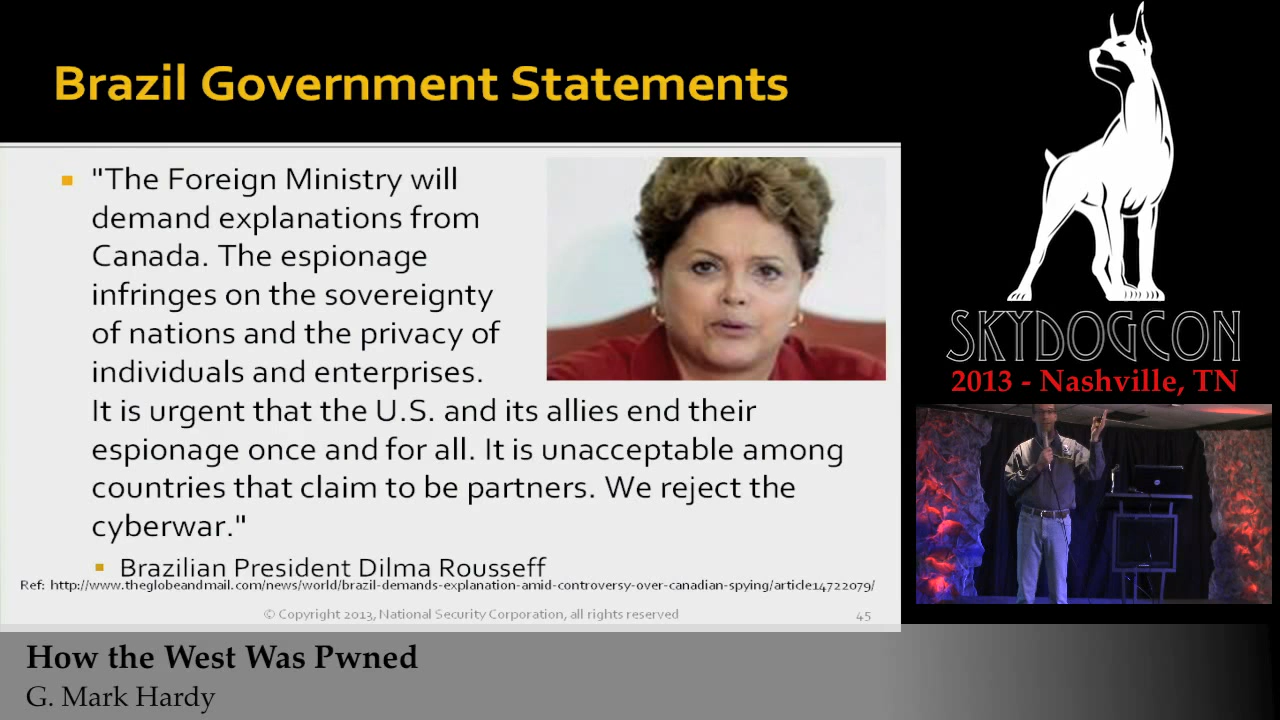 Brazil Government Statements
"The Foreign Ministry will
demand explanations from
Canada. The espionage
infringes on the sovereignty
of nations and the privacy of
individuals and enterprises.
It is urgent that the U.S. and its allies end their
espionage once and for all. It is unacceptable among
countries that claim to be partners. We reject the
cyberwar."
Brazilian President Dilma Rousseff
Ref: http://www.theglobeandmail.com/news/world/brazil-demands-explanation-amid-controversy-over-canadian-spying/article14722079/
© Copyright 2013, National Security Corporation, all rights reserved
45
SKYDOGCON
2013 - Nashville, TN
How the West Was Pwned
G. Mark Hardy